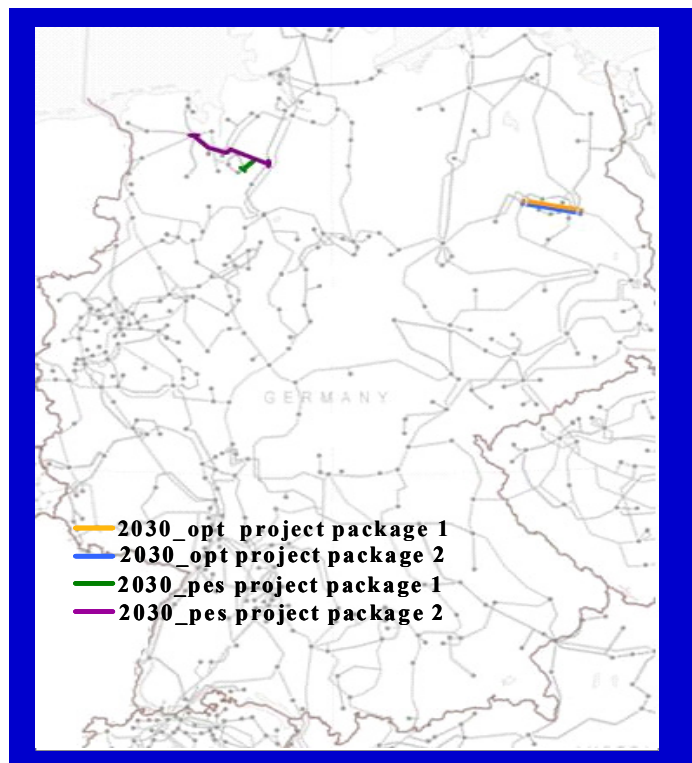 GERMANY
2030_opt project package 1
2030_opt project package 2
2030_pes project package 1
2030_pes project package 2